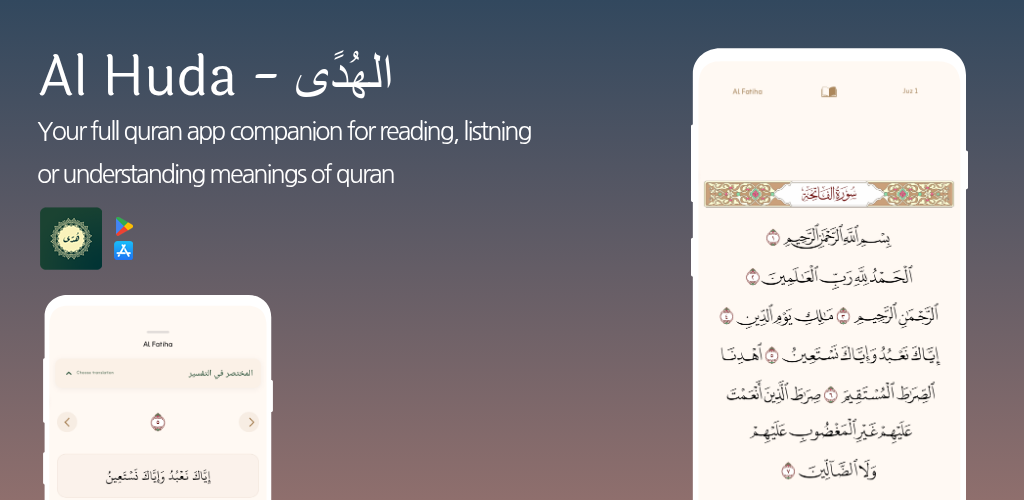 Al Huda - الهُدًى
Your full quran app companion for reading, listning
or understanding meanings of quran
هُدًى
Al Fatiha
Choose translation
المختصر في التفسير
٥
إِيَّاكَ نَعْبُدُ وَإِيَّاكَ نَسْتَعِينُ
Al Fatiha
Juz 1
سُورَةُ الْفَاتِحَةِ
بِسْمِ ٱللَّهِ ٱلرَّحْمَٰنِ ٱلرَّحِيمِ ١
ٱلْحَمْدُ لِلَّهِ رَبِّ ٱلْعَٰلَمِينَ ٢
ٱلرَّحْمَٰنِ ٱلرَّحِيمِ ٣ مَٰلِكِ يَوْمِ ٱلدِّينِ ٤
إِيَّاكَ نَعْبُدُ وَإِيَّاكَ نَسْتَعِينُ ٥ ٱهْدِنَا
ٱلصِّرَٰطَ ٱلْمُسْتَقِيمَ ٦ صِرَٰطَ ٱلَّذِينَ أَنْعَمْتَ
عَلَيْهِمْ غَيْرِ ٱلْمَغْضُوبِ عَلَيْهِمْ
وَلَا ٱلضَّآلِّينَ ٧